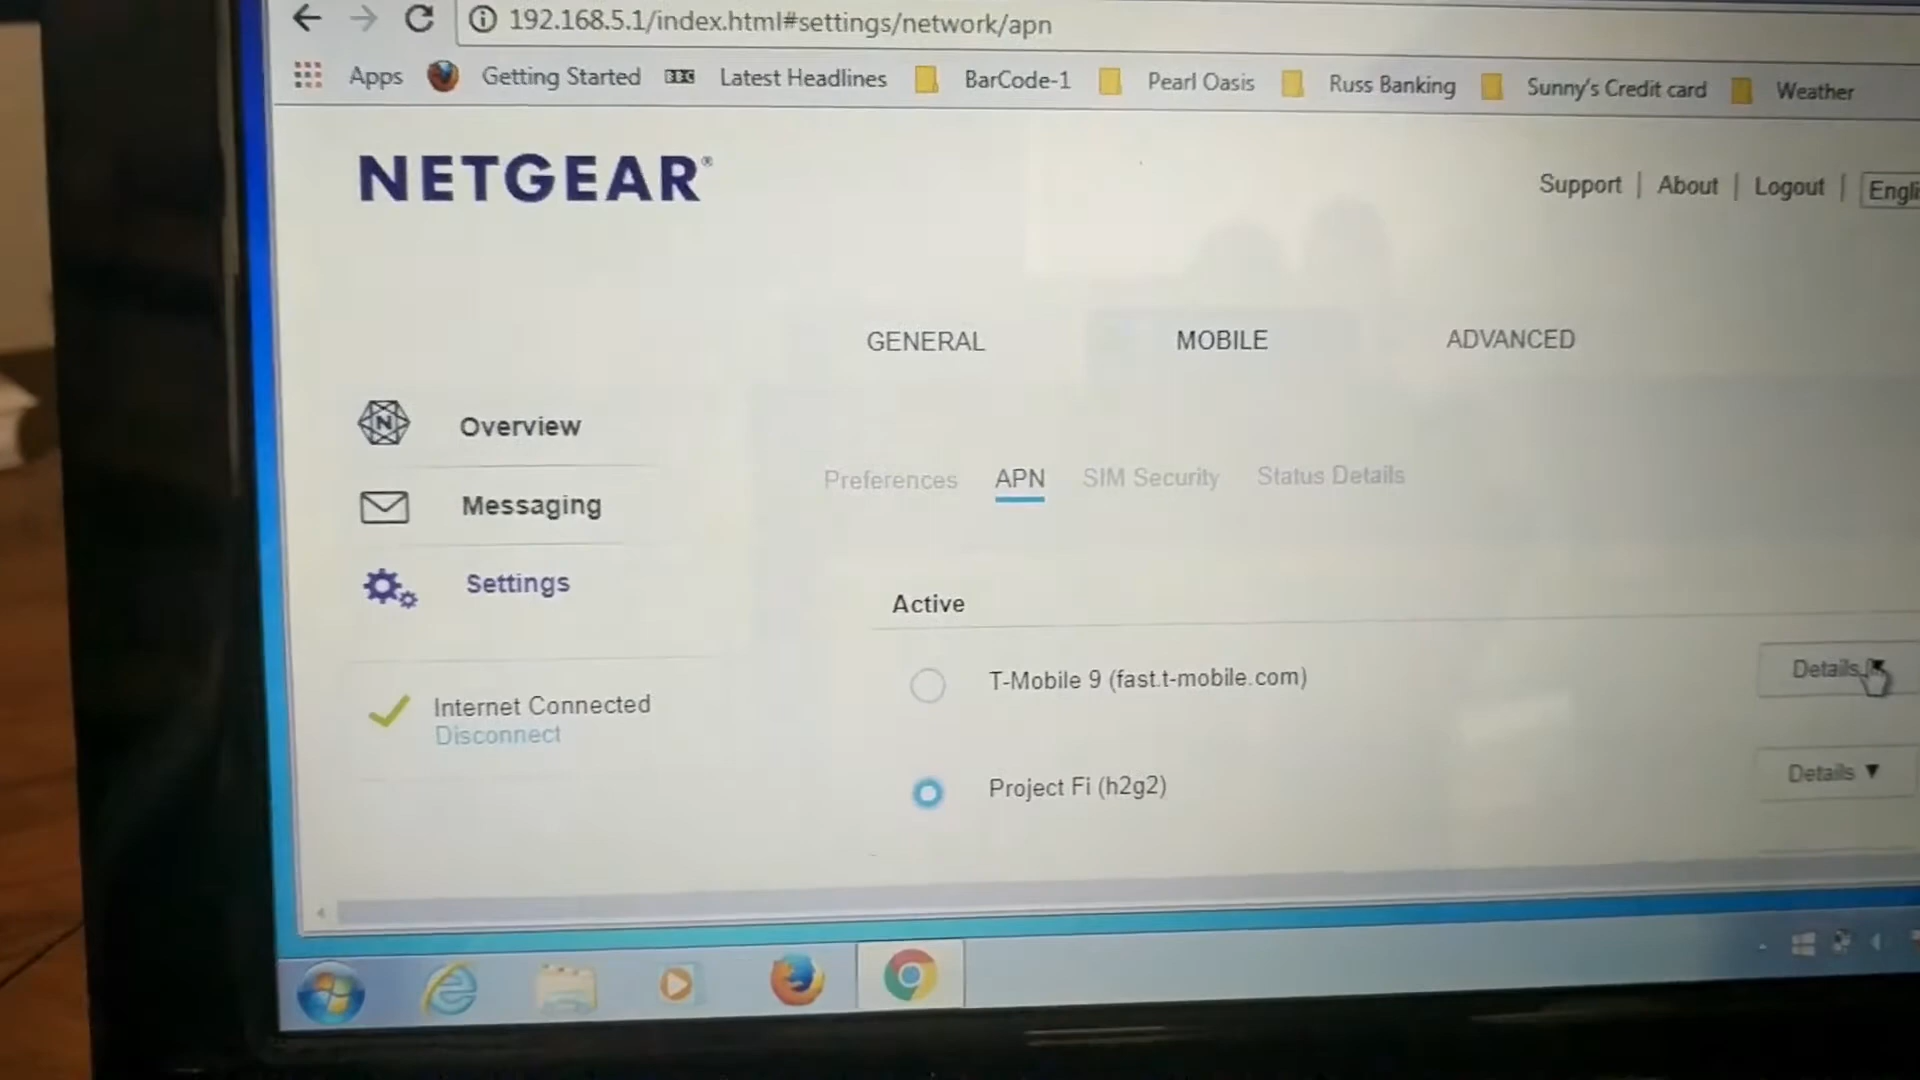 192.168.5.1/index.html#settings/network/apn
Apps Getting Started BBC Latest Headlines BarCode-1 Pearl Oasis Russ Banking Sunny's Credit card Weather
NETGEAR®
Support | About | Logout | Engli
GENERAL MOBILE ADVANCED
Overview
Messaging
Settings
Internet Connected
Disconnect
Preferences APN SIM Security Status Details
Active
T-Mobile 9 (fast.t-mobile.com) Details
Project Fi (h2g2) Details ▼